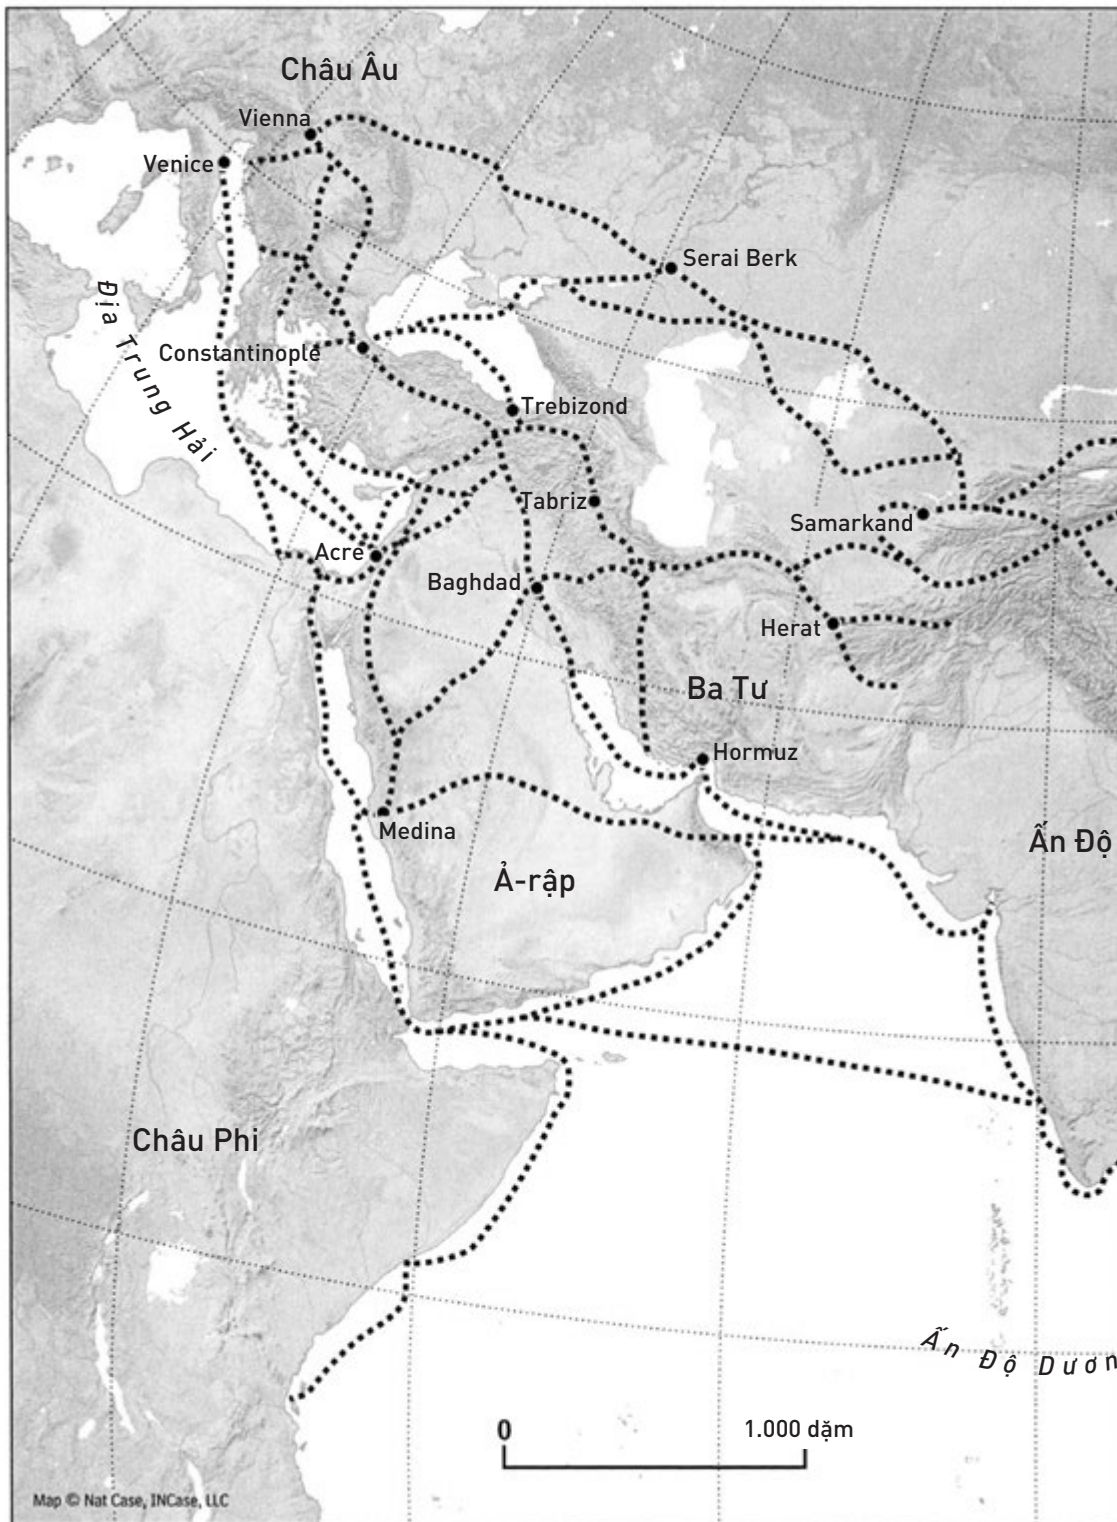 Châu Âu
Vienna
Venice
Serai Berk
Địa Trung Hải
Constantinople
Trebizond
Tabriz
Samarkand
Acre
Baghdad
Herat
Ba Tư
Hormuz
Medina
Ấn Độ
Ả-rập
Châu Phi
Ấn Độ Dươn
0
1.000 dặm
Map © Nat Case, INCase, LLC